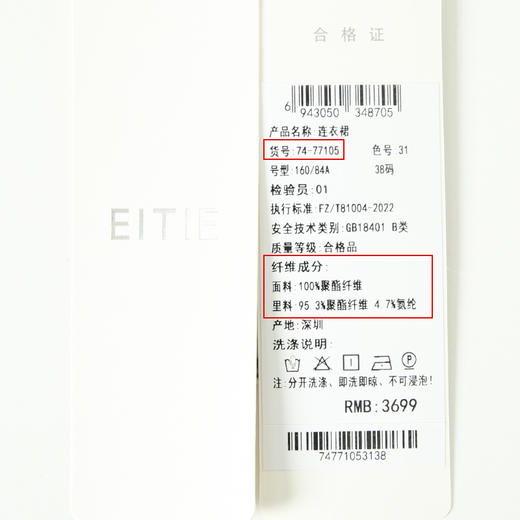 合格证
6 943050 348705
产品名称:连衣裙
货号:74-77105 色号 31
号型:160/84A 38码
检验员:01
执行标准:FZ/T81004-2022
安全技术类别:GB18401 B类
质量等级:合格品
纤维成分:
面料:100%聚酯纤维
里料:95.3%聚酯纤维 4.7%氨纶
产地:深圳
洗涤说明:
P
注:分开洗涤、即洗即晾、不可浸泡!
RMB:3699
74771053138
EITIE